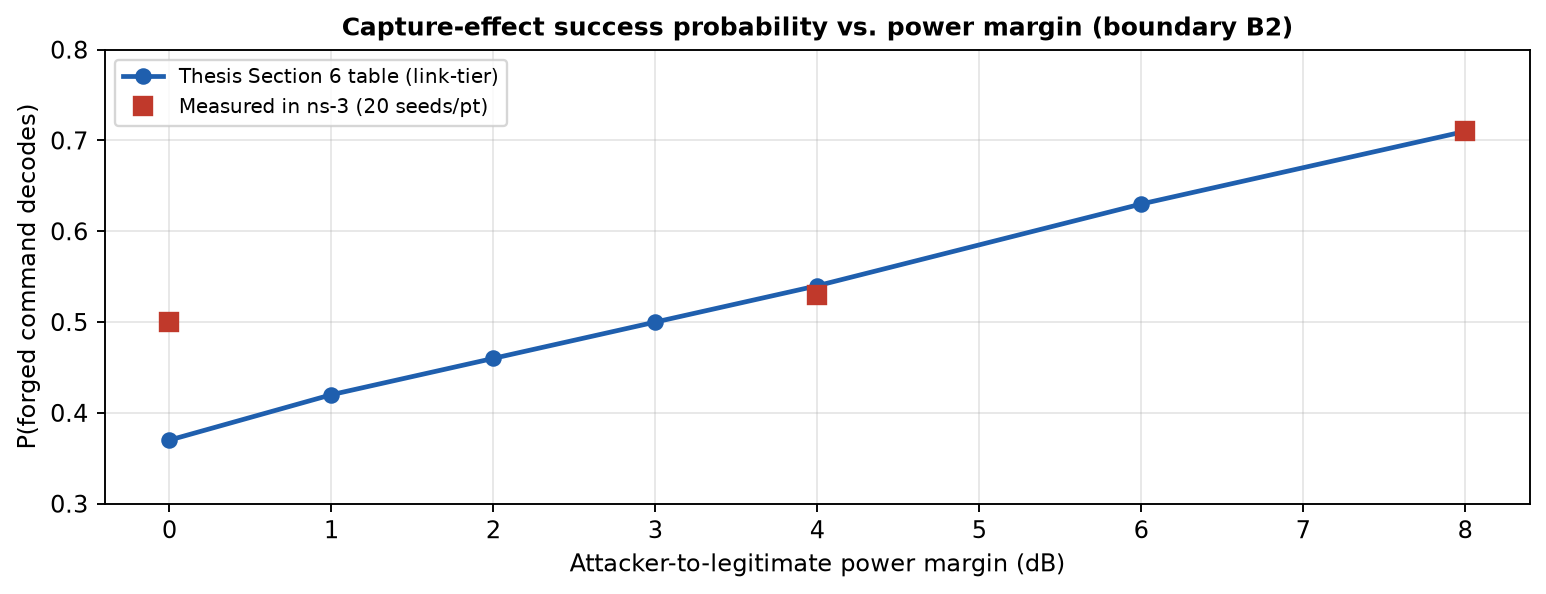 Capture-effect success probability vs. power margin (boundary B2)
Thesis Section 6 table (link-tier)
Measured in ns-3 (20 seeds/pt)
P(forged command decodes)
0.8
0.7
0.6
0.5
0.4
0.3
0 1 2 3 4 5 6 7 8
Attacker-to-legitimate power margin (dB)